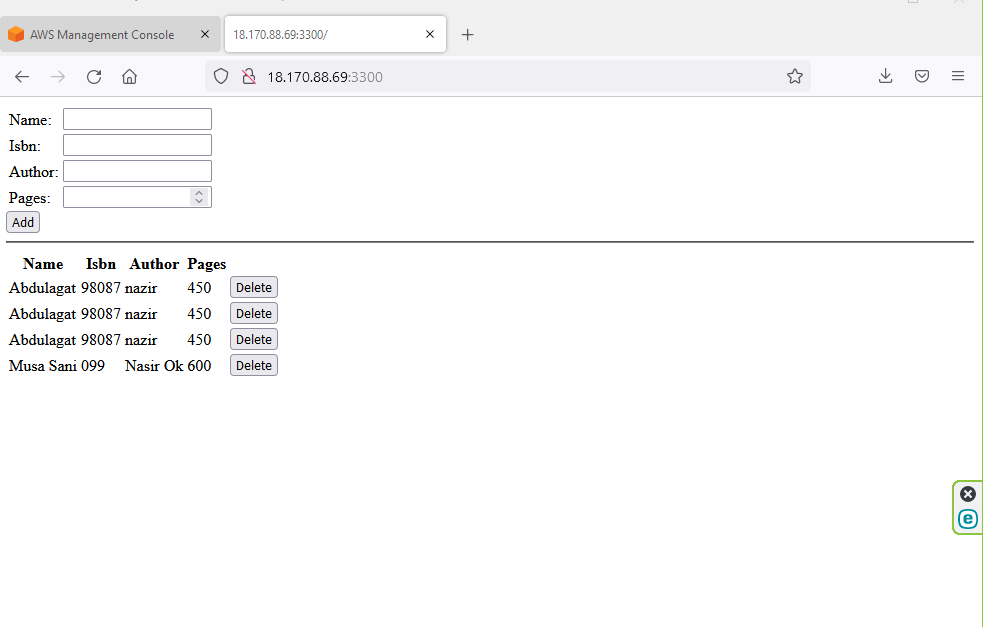 AWS Management Console
18.170.88.69:3300/
18.170.88.69:3300
Name:
Isbn:
Author:
Pages:
Add
Name Isbn Author Pages
Abdulagat 98087 nazir 450 Delete
Abdulagat 98087 nazir 450 Delete
Abdulagat 98087 nazir 450 Delete
Musa Sani 099 Nasir Ok 600 Delete
e